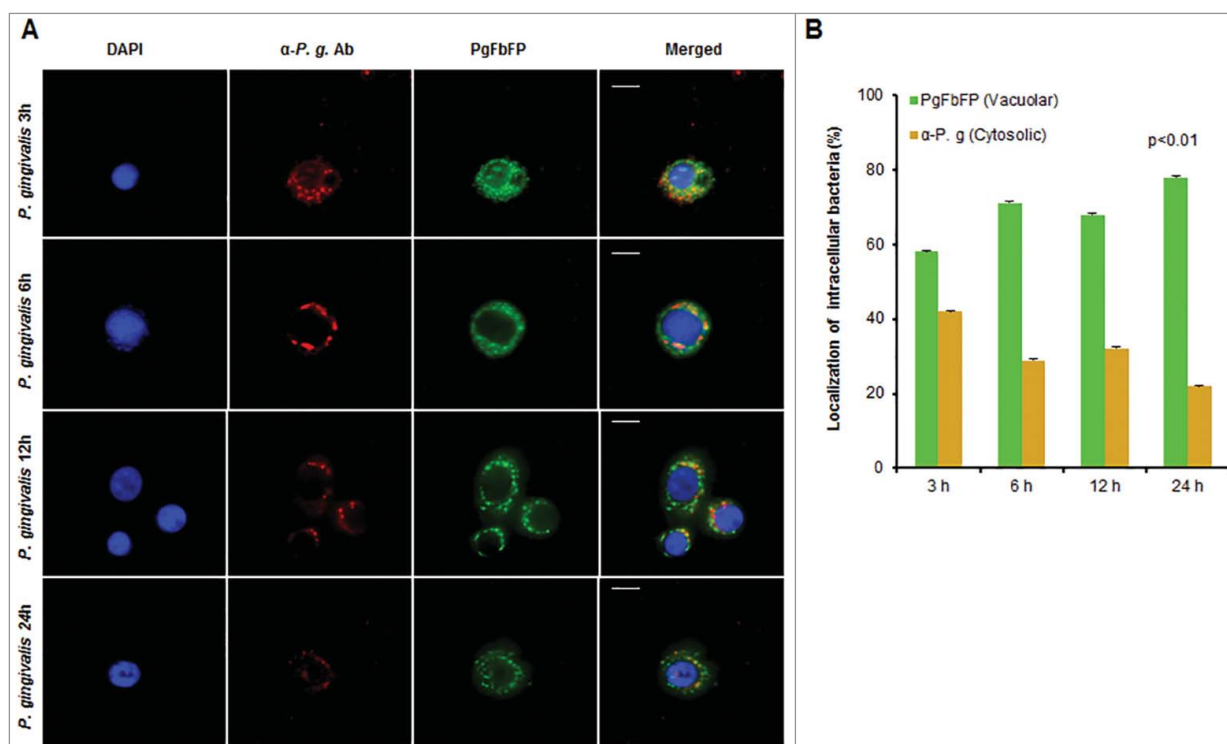 A
DAPI
α-P. g. Ab
PgFbFP
Merged
P. gingivalis 3h
P. gingivalis 6h
P. gingivalis 12h
P. gingivalis 24h
B
Localization of intracellular bacteria (%)
100
80
60
40
20
0
PgFbFP (Vacuolar)
α-P. g (Cytosolic)
p<0.01
3 h
6 h
12 h
24 h